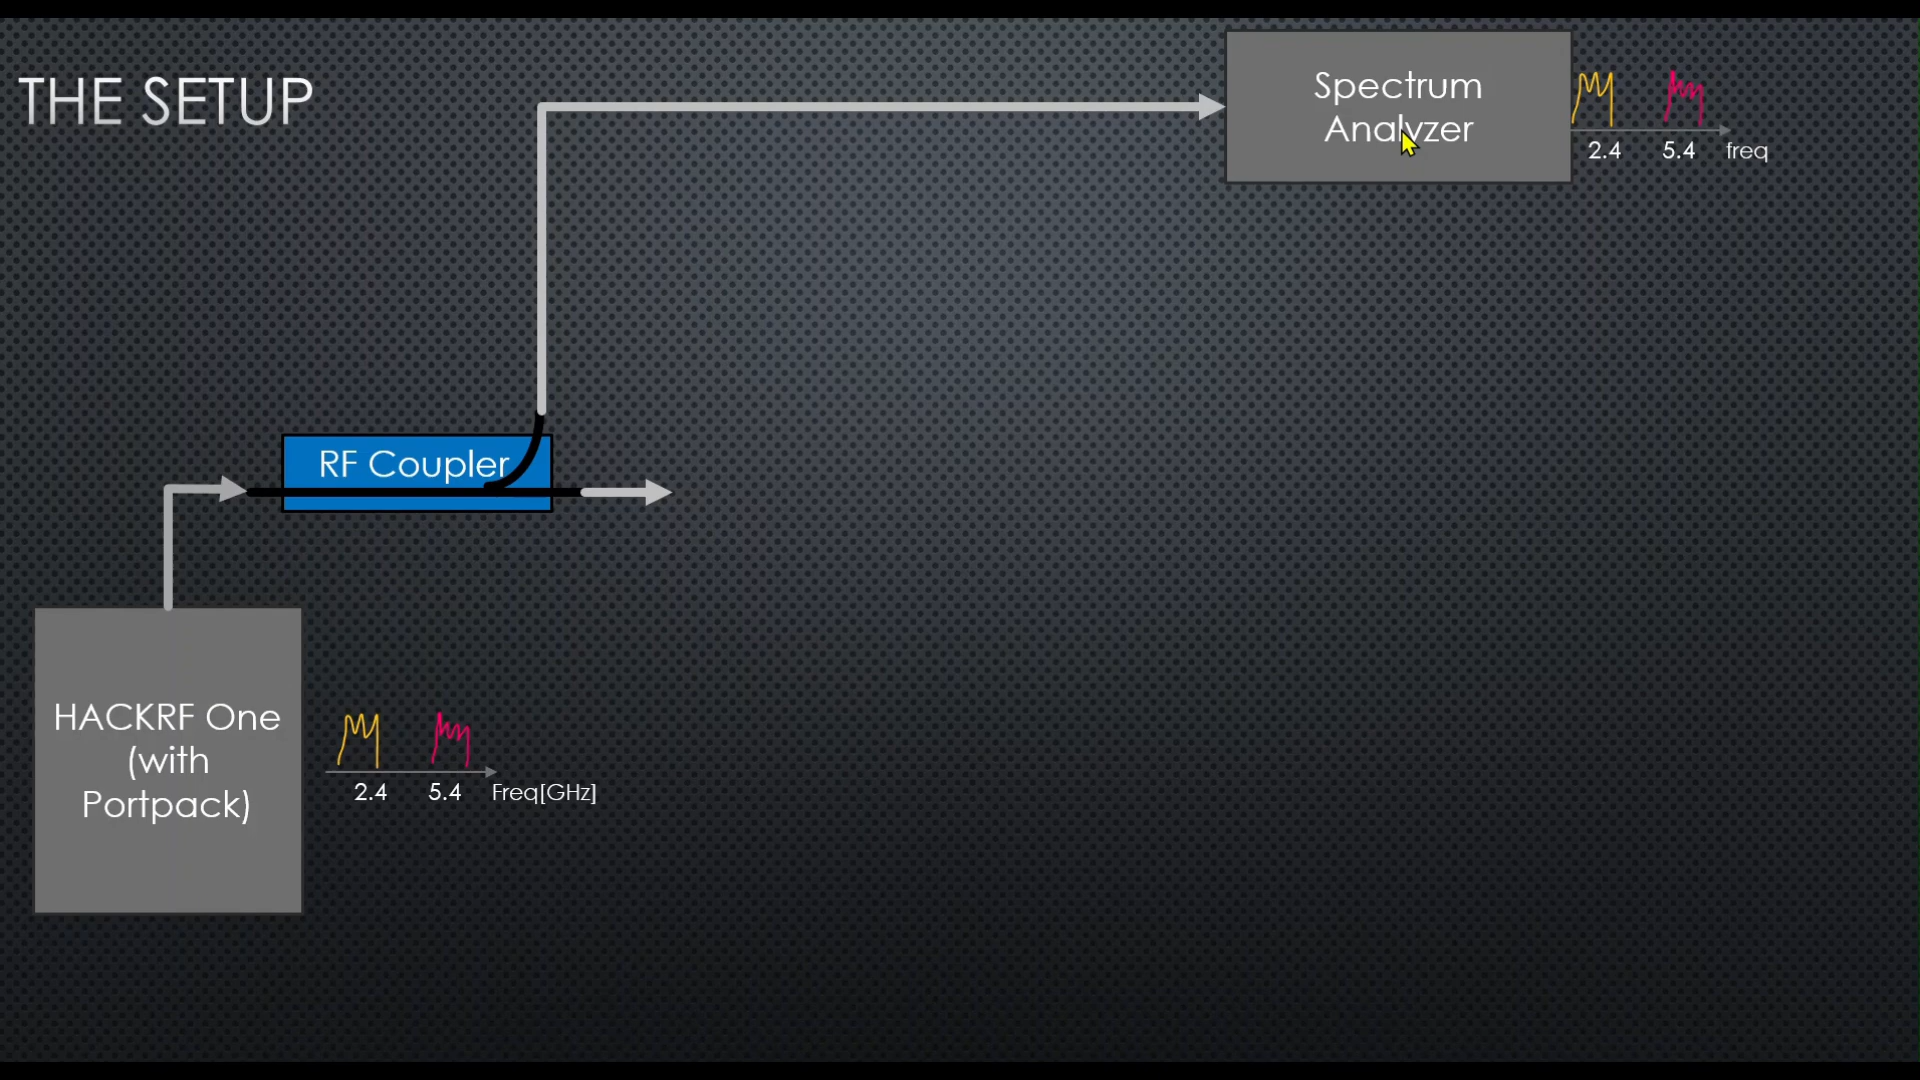 THE SETUP
Spectrum
Analyzer
2.4 5.4 freq
RF Coupler
HACKRF One
(with
Portpack)
2.4 5.4 Freq[GHz]